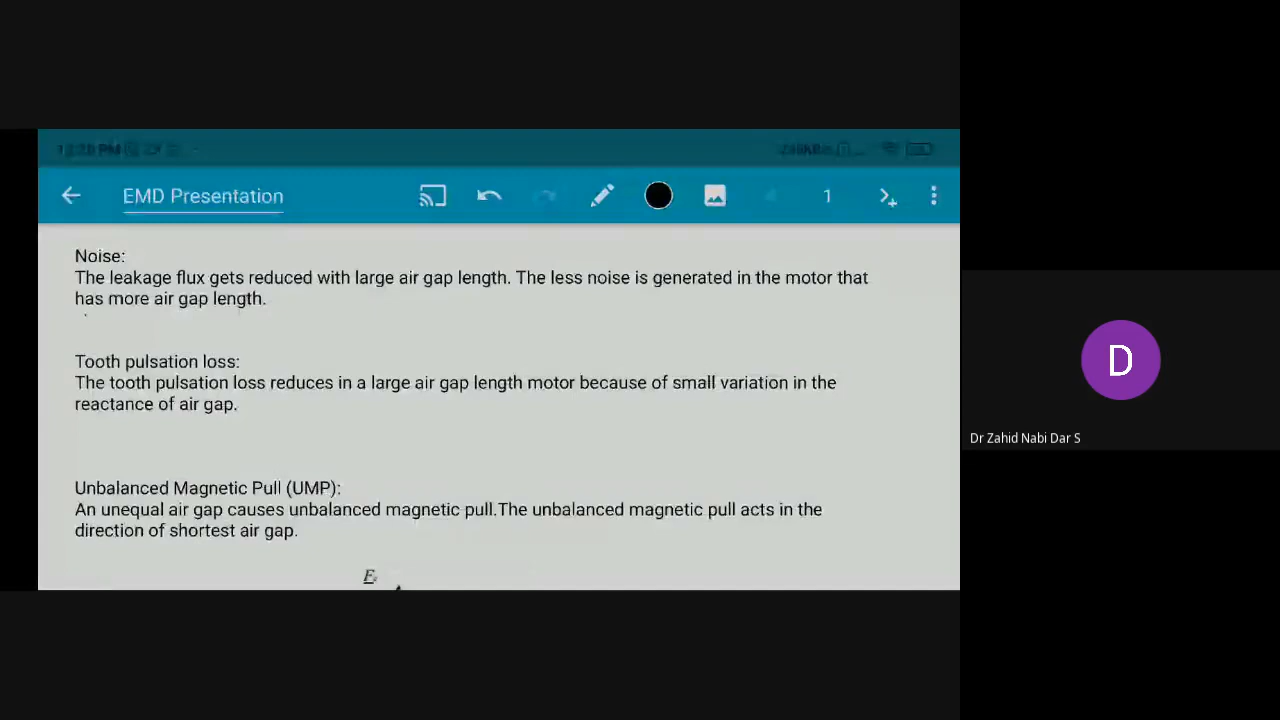 EMD Presentation
1
Noise:
The leakage flux gets reduced with large air gap length. The less noise is generated in the motor that
has more air gap length.
Tooth pulsation loss:
The tooth pulsation loss reduces in a large air gap length motor because of small variation in the
reactance of air gap.
Unbalanced Magnetic Pull (UMP):
An unequal air gap causes unbalanced magnetic pull.The unbalanced magnetic pull acts in the
direction of shortest air gap.
D
Dr Zahid Nabi Dar S